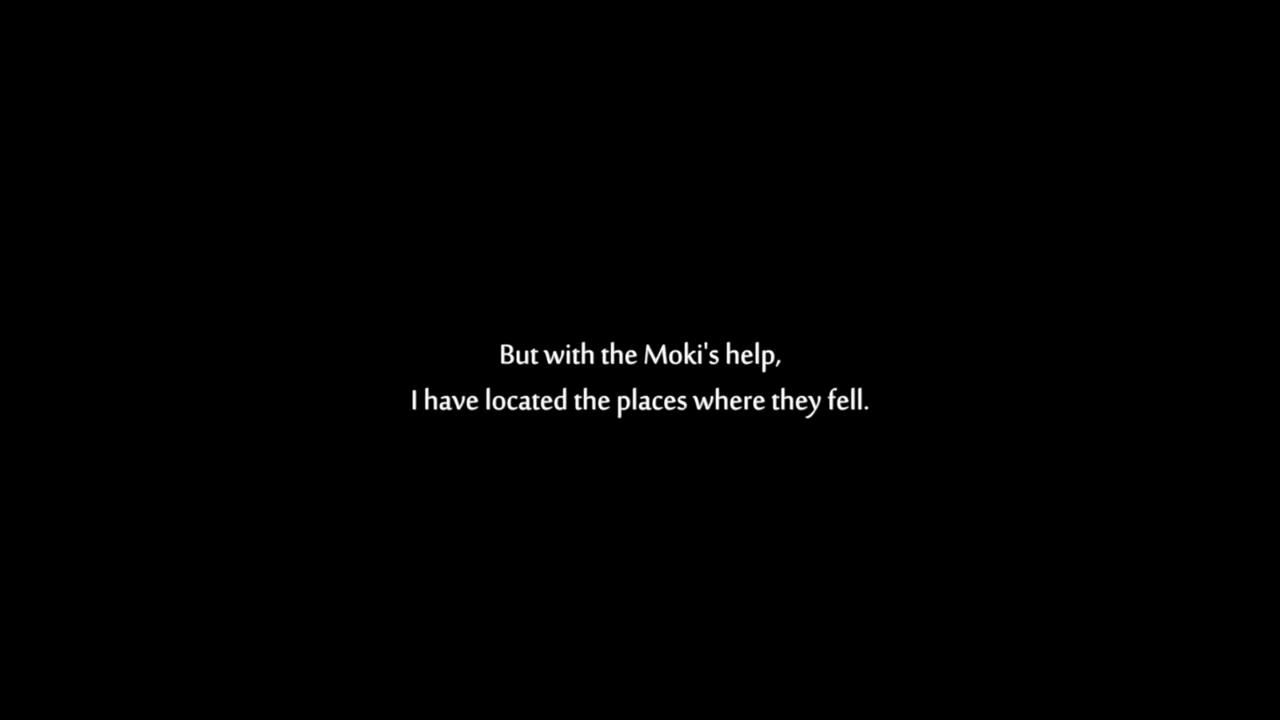 But with the Moki's help,
I have located the places where they fell.